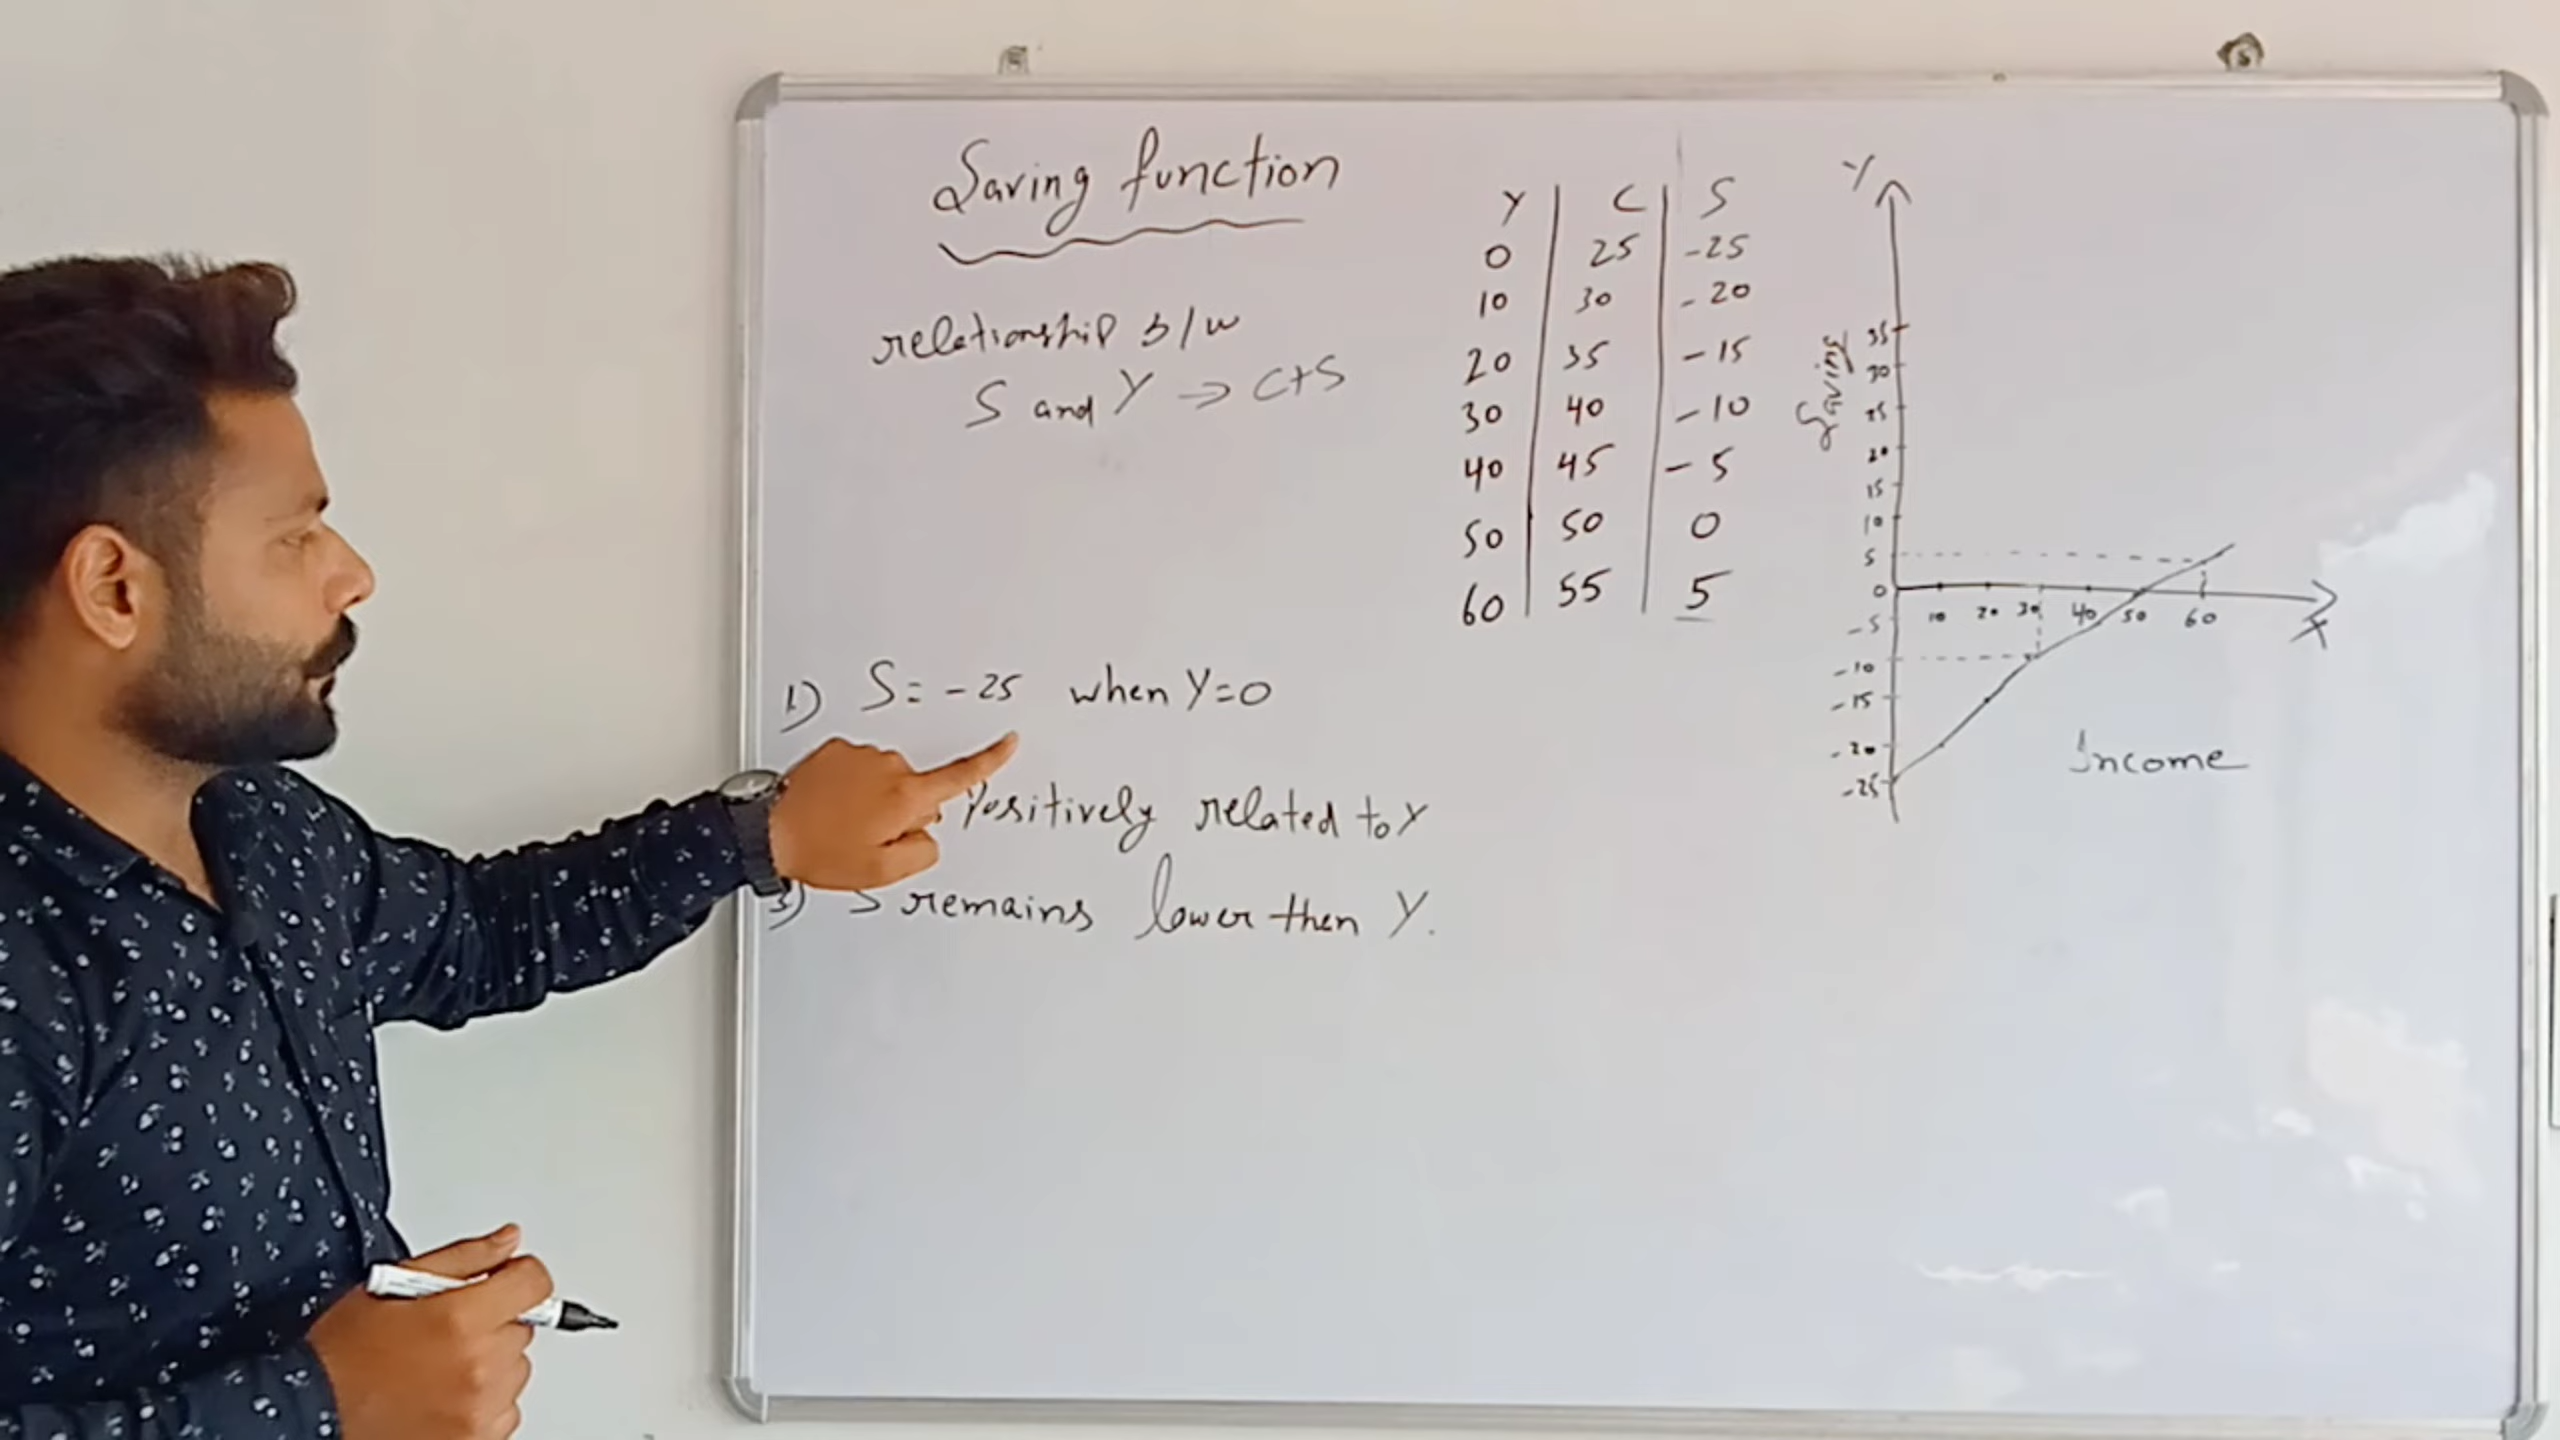 Saving function
relationship b/w
S and Y → C+S
Y | C | S
0 | 25 | -25
10 | 30 | -20
20 | 35 | -15
30 | 40 | -10
40 | 45 | -5
50 | 50 | 0
60 | 55 | 5
1) S = -25 when Y=0
Positively related to Y
3) S remains lower then Y.
Y
Saving
35
30
25
20
15
10
5
0
-5
-10
-15
-20
-25
10 20 30 40 50 60
X
Income